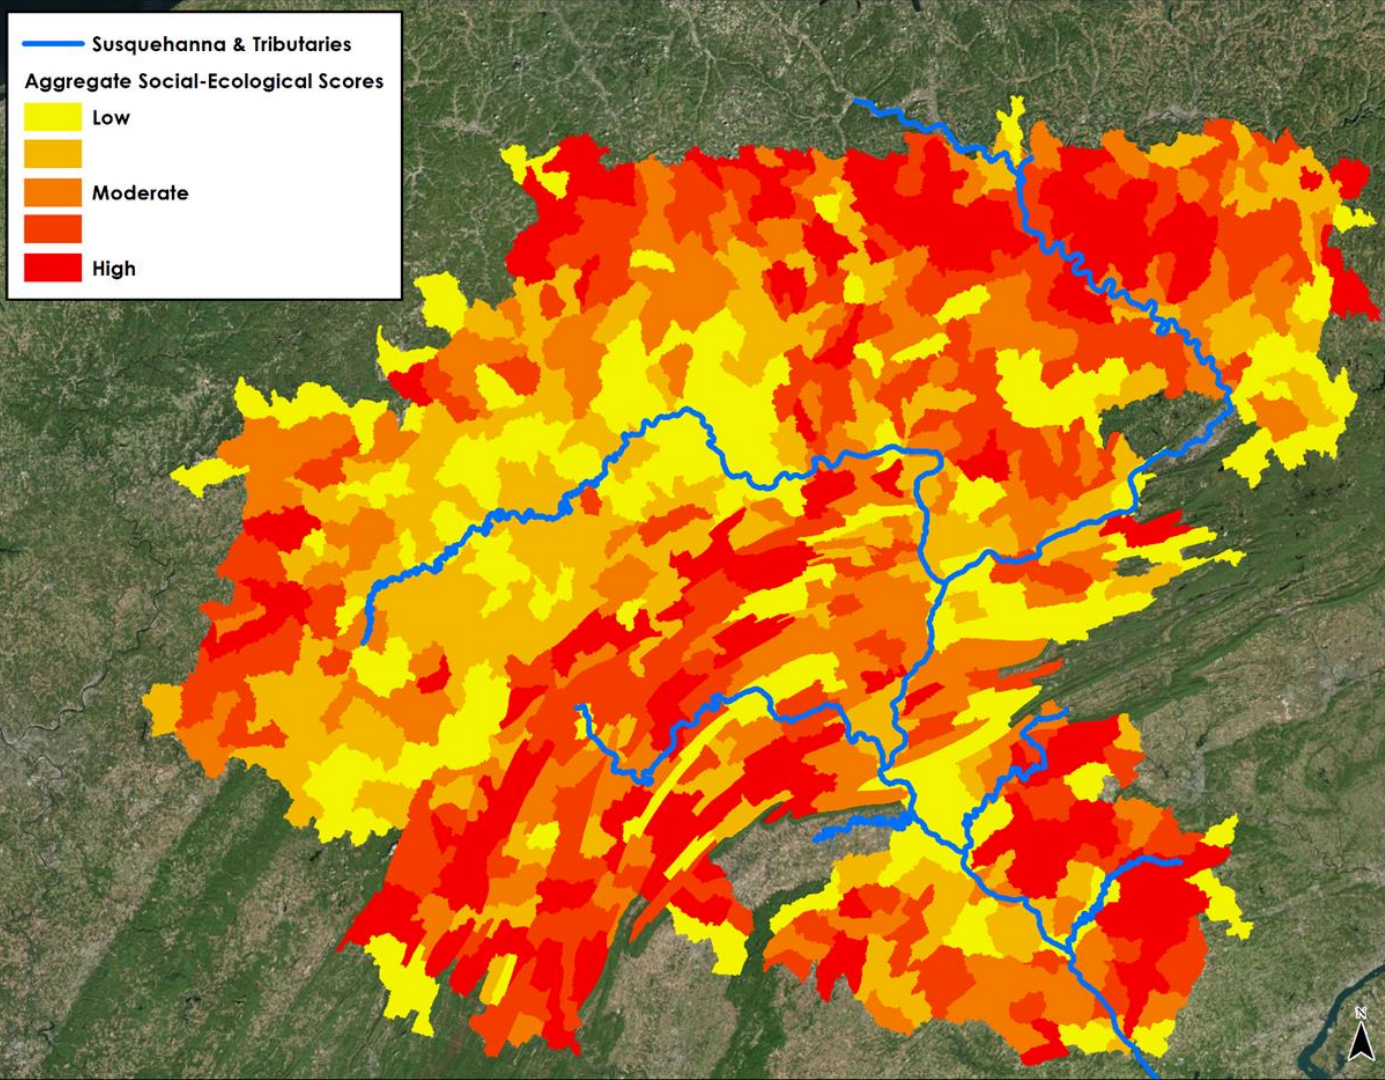 Susquehanna & Tributaries
Aggregate Social-Ecological Scores
Low
Moderate
High
N